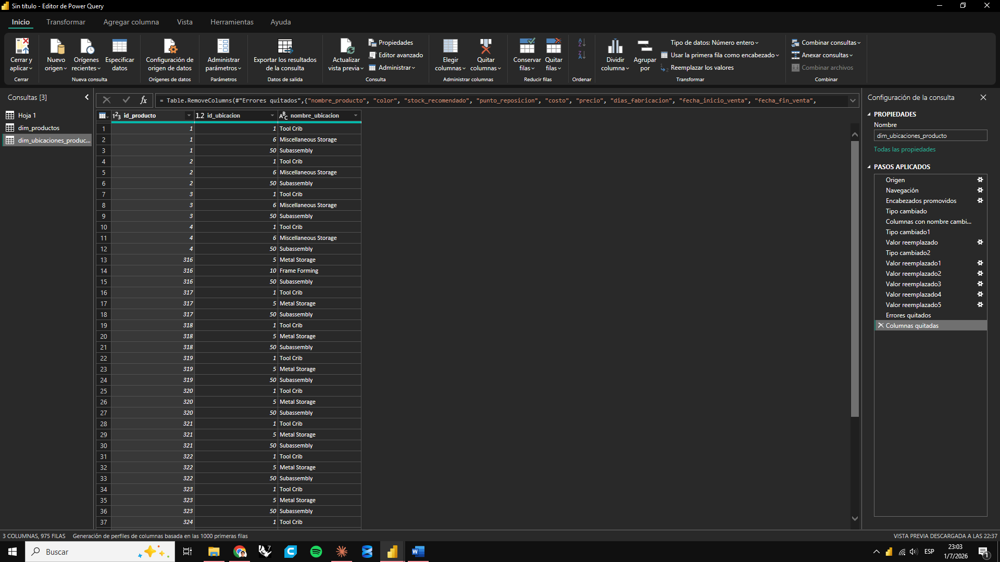 Sin título - Editor de Power Query
Inicio
Transformar
Agregar columna
Vista
Herramientas
Ayuda
Cerrar y aplicar
Nuevo origen
Orígenes recientes
Especificar datos
Configuración de origen de datos
Administrar parámetros
Exportar los resultados de la consulta
Actualizar vista previa
Propiedades
Editor avanzado
Administrar
Elegir columnas
Quitar columnas
Conservar filas
Quitar filas
Dividir columna
Agrupar por
Tipo de datos: Número entero
Usar la primera fila como encabezado
Reemplazar los valores
Combinar consultas
Anexar consultas
Combinar archivos
Cerrar
Nueva consulta
Orígenes de datos
Parámetros
Datos de salida
Consulta
Administrar columnas
Reducir filas
Ordenar
Transformar
Combinar
Consultas [3]
Hoja 1
dim_productos
dim_ubicaciones_produc...
= Table.RemoveColumns(#"Errores quitados",{"nombre_producto", "color", "stock_recomendado", "punto_reposicion", "costo", "precio", "dias_fabricacion", "fecha_inicio_venta", "fecha_fin_venta",
id_producto 1.2 id_ubicacion ABC nombre_ubicacion
1 1 1 Tool Crib
2 1 6 Miscellaneous Storage
3 1 50 Subassembly
4 2 1 Tool Crib
5 2 6 Miscellaneous Storage
6 2 50 Subassembly
7 3 1 Tool Crib
8 3 6 Miscellaneous Storage
9 3 50 Subassembly
10 4 1 Tool Crib
11 4 6 Miscellaneous Storage
12 4 50 Subassembly
13 316 5 Metal Storage
14 316 10 Frame Forming
15 316 50 Subassembly
16 317 1 Tool Crib
17 317 5 Metal Storage
18 317 50 Subassembly
19 318 1 Tool Crib
20 318 5 Metal Storage
21 318 50 Subassembly
22 319 1 Tool Crib
23 319 5 Metal Storage
24 319 50 Subassembly
25 320 1 Tool Crib
26 320 5 Metal Storage
27 320 50 Subassembly
28 321 1 Tool Crib
29 321 5 Metal Storage
30 321 50 Subassembly
31 322 1 Tool Crib
32 322 5 Metal Storage
33 322 50 Subassembly
34 323 1 Tool Crib
35 323 5 Metal Storage
36 323 50 Subassembly
37 324 1 Tool Crib
Configuración de la consulta
PROPIEDADES
Nombre
dim_ubicaciones_producto
Todas las propiedades
PASOS APLICADOS
Origen
Navegación
Encabezados promovidos
Tipo cambiado
Columnas con nombre cambi...
Tipo cambiado1
Valor reemplazado
Tipo cambiado2
Valor reemplazado1
Valor reemplazado2
Valor reemplazado3
Valor reemplazado4
Valor reemplazado5
Errores quitados
Columnas quitadas
3 COLUMNAS, 975 FILAS
Generación de perfiles de columnas basada en las 1000 primeras filas
VISTA PREVIA DESCARGADA A LAS 22:37
Buscar
ESP
23:03
1/7/2026
1